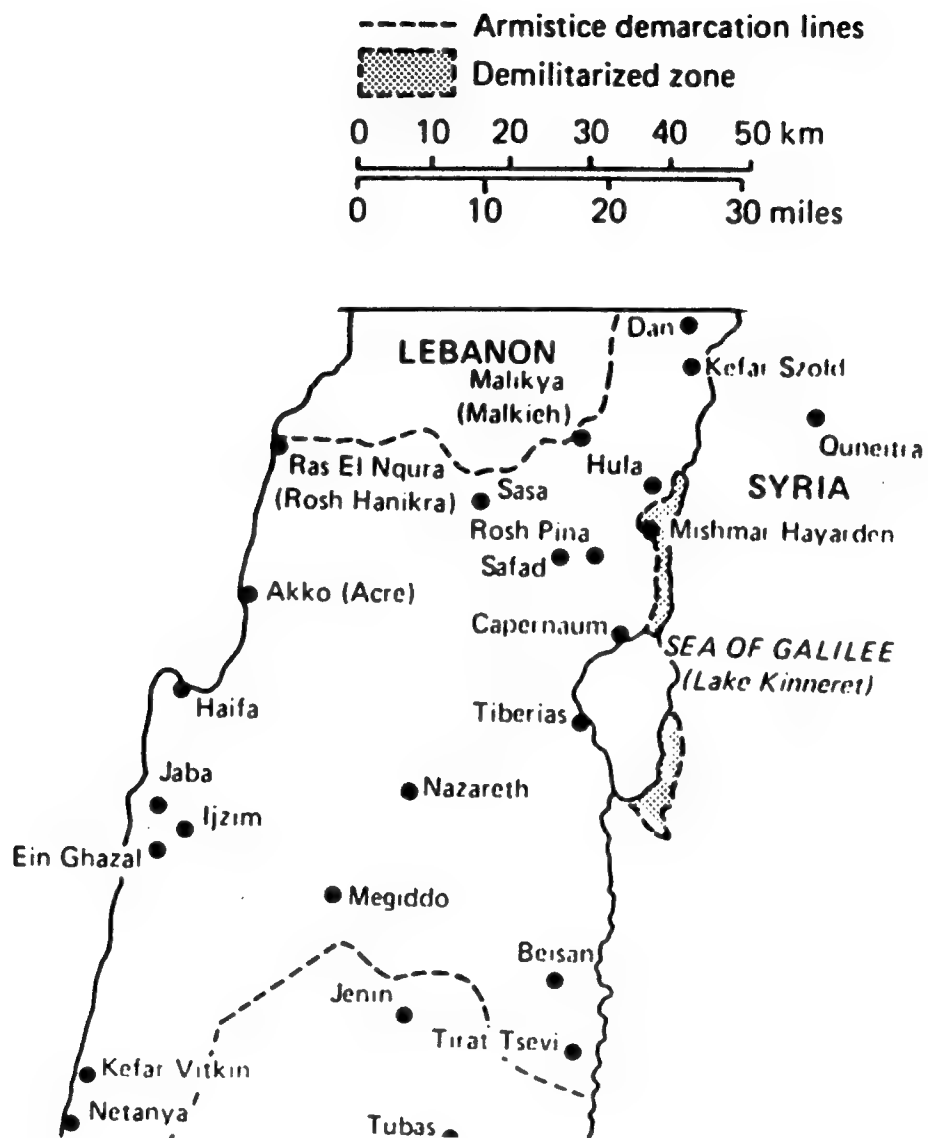 Armistice demarcation lines
Demilitarized zone
0 10 20 30 40 50 km
0 10 20 30 miles
Dan
LEBANON
Kefar Szold
Malikya
(Malkieh)
Quneitra
Ras El Nqura
(Rosh Hanikra)
Hula
Sasa
SYRIA
Rosh Pina
Mishmar Hayarden
Safad
Akko (Acre)
Capernaum
SEA OF GALILEE
(Lake Kinneret)
Haifa
Tiberias
Jaba
Nazareth
Ijzim
Ein Ghazal
Megiddo
Beisan
Jenin
Tirat Tsevi
Kefar Vitkin
Netanya
Tubas